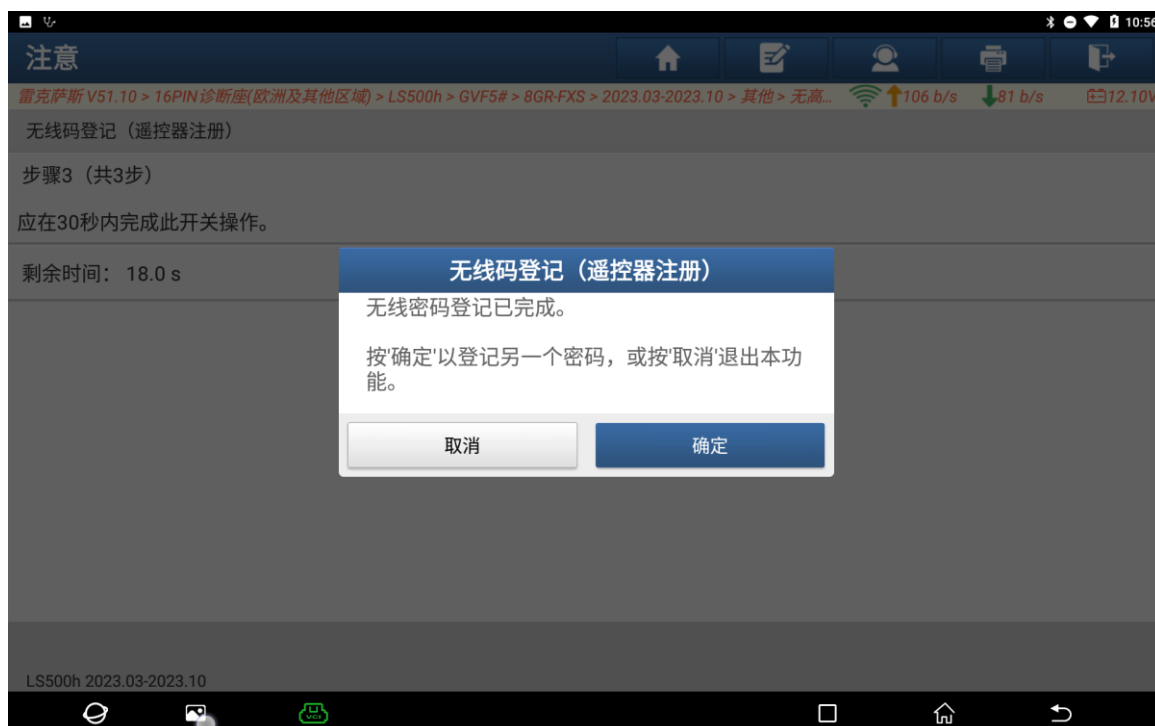 10:56
注意
雷克萨斯 V51.10 > 16PIN诊断座(欧洲及其他区域) > LS500h > GVF5# > 8GR-FXS > 2023.03-2023.10 > 其他 > 无高... 106 b/s 81 b/s 12.10V
无线码登记（遥控器注册）
步骤3（共3步）
应在30秒内完成此开关操作。
剩余时间： 18.0 s
无线码登记（遥控器注册）
无线密码登记已完成。
按'确定'以登记另一个密码，或按'取消'退出本功
能。
取消 确定
LS500h 2023.03-2023.10
VCI